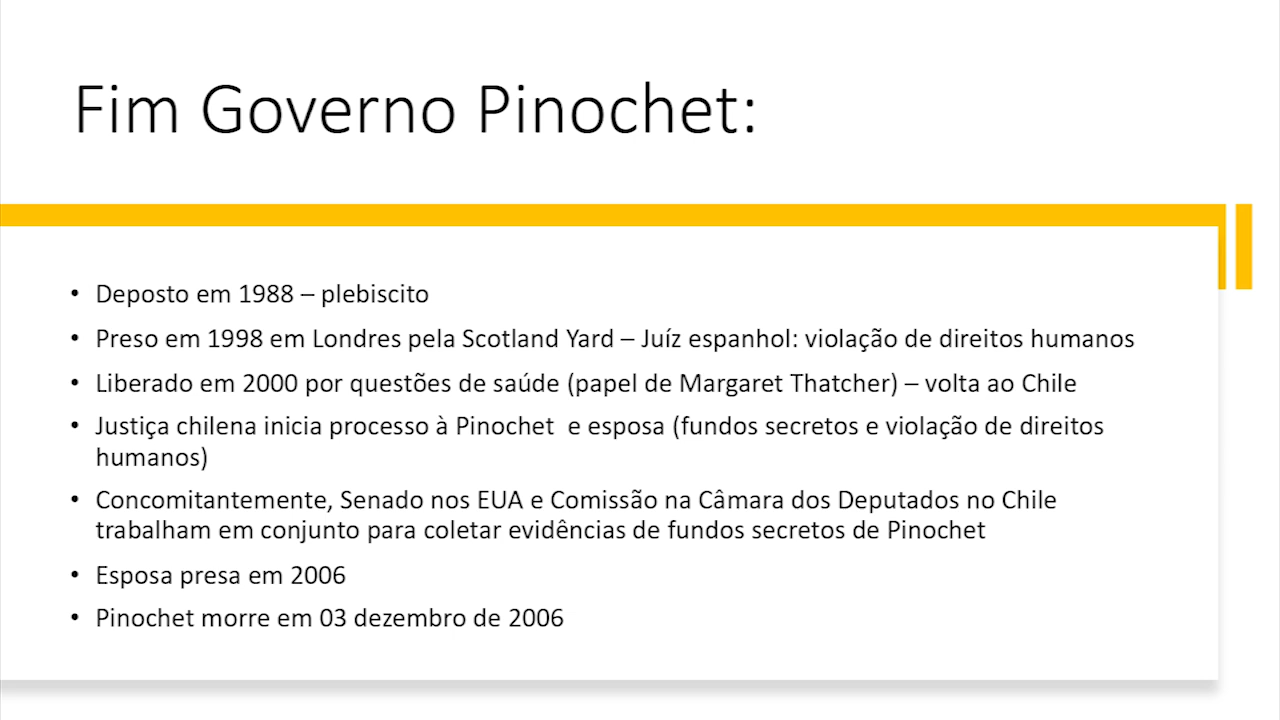 Fim Governo Pinochet:
• Deposto em 1988 – plebiscito
• Preso em 1998 em Londres pela Scotland Yard – Juíz espanhol: violação de direitos humanos
• Liberado em 2000 por questões de saúde (papel de Margaret Thatcher) – volta ao Chile
• Justiça chilena inicia processo à Pinochet  e esposa (fundos secretos e violação de direitos
humanos)
• Concomitantemente, Senado nos EUA e Comissão na Câmara dos Deputados no Chile
trabalham em conjunto para coletar evidências de fundos secretos de Pinochet
• Esposa presa em 2006
• Pinochet morre em 03 dezembro de 2006